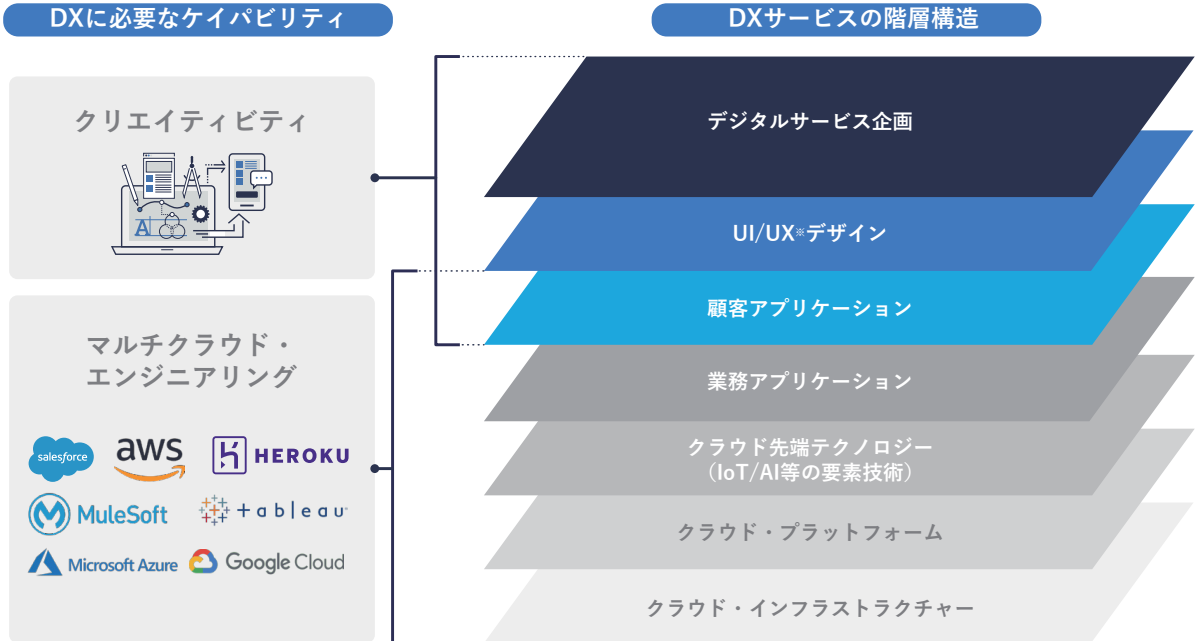 DXに必要なケイパビリティ
DXサービスの階層構造
クリエイティビティ
A
マルチクラウド・
エンジニアリング
salesforce
aws
HEROKU
MuleSoft
+ableau
Microsoft Azure
Google Cloud
デジタルサービス企画
UI/UX※デザイン
顧客アプリケーション
業務アプリケーション
クラウド先端テクノロジー
（IoT/AI等の要素技術）
クラウド・プラットフォーム
クラウド・インフラストラクチャー